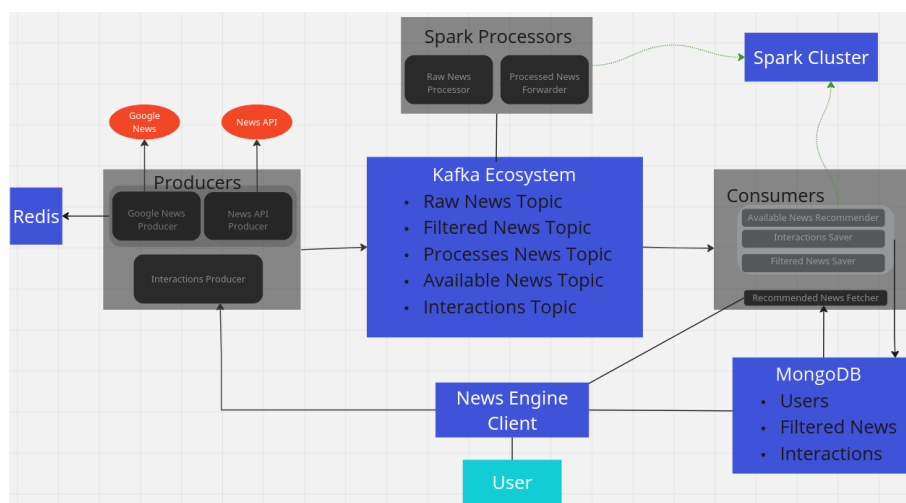 Spark Processors
Raw News
Processor
Processed News
Forwarder
Spark Cluster
Google
News
News API
Producers
Google News
Producer
News API
Producer
Interactions Producer
Redis
Kafka Ecosystem
• Raw News Topic
• Filtered News Topic
• Processes News Topic
• Available News Topic
• Interactions Topic
Consumers
Available News Recommender
Interactions Saver
Filtered News Saver
Recommended News Fetcher
MongoDB
• Users
• Filtered News
• Interactions
News Engine
Client
User